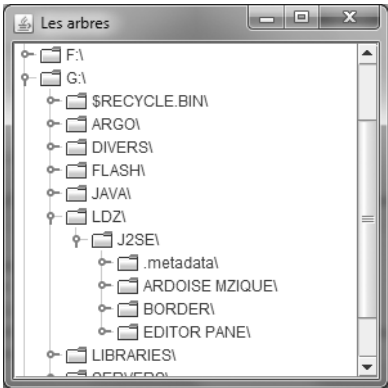 Les arbres
F:\
G:\
$RECYCLE.BIN\
ARGO\
DIVERS\
FLASH\
JAVA\
LDZ\
J2SE\
.metadata\
ARDOISE MZIQUE\
BORDER\
EDITOR PANE\
LIBRARIES\